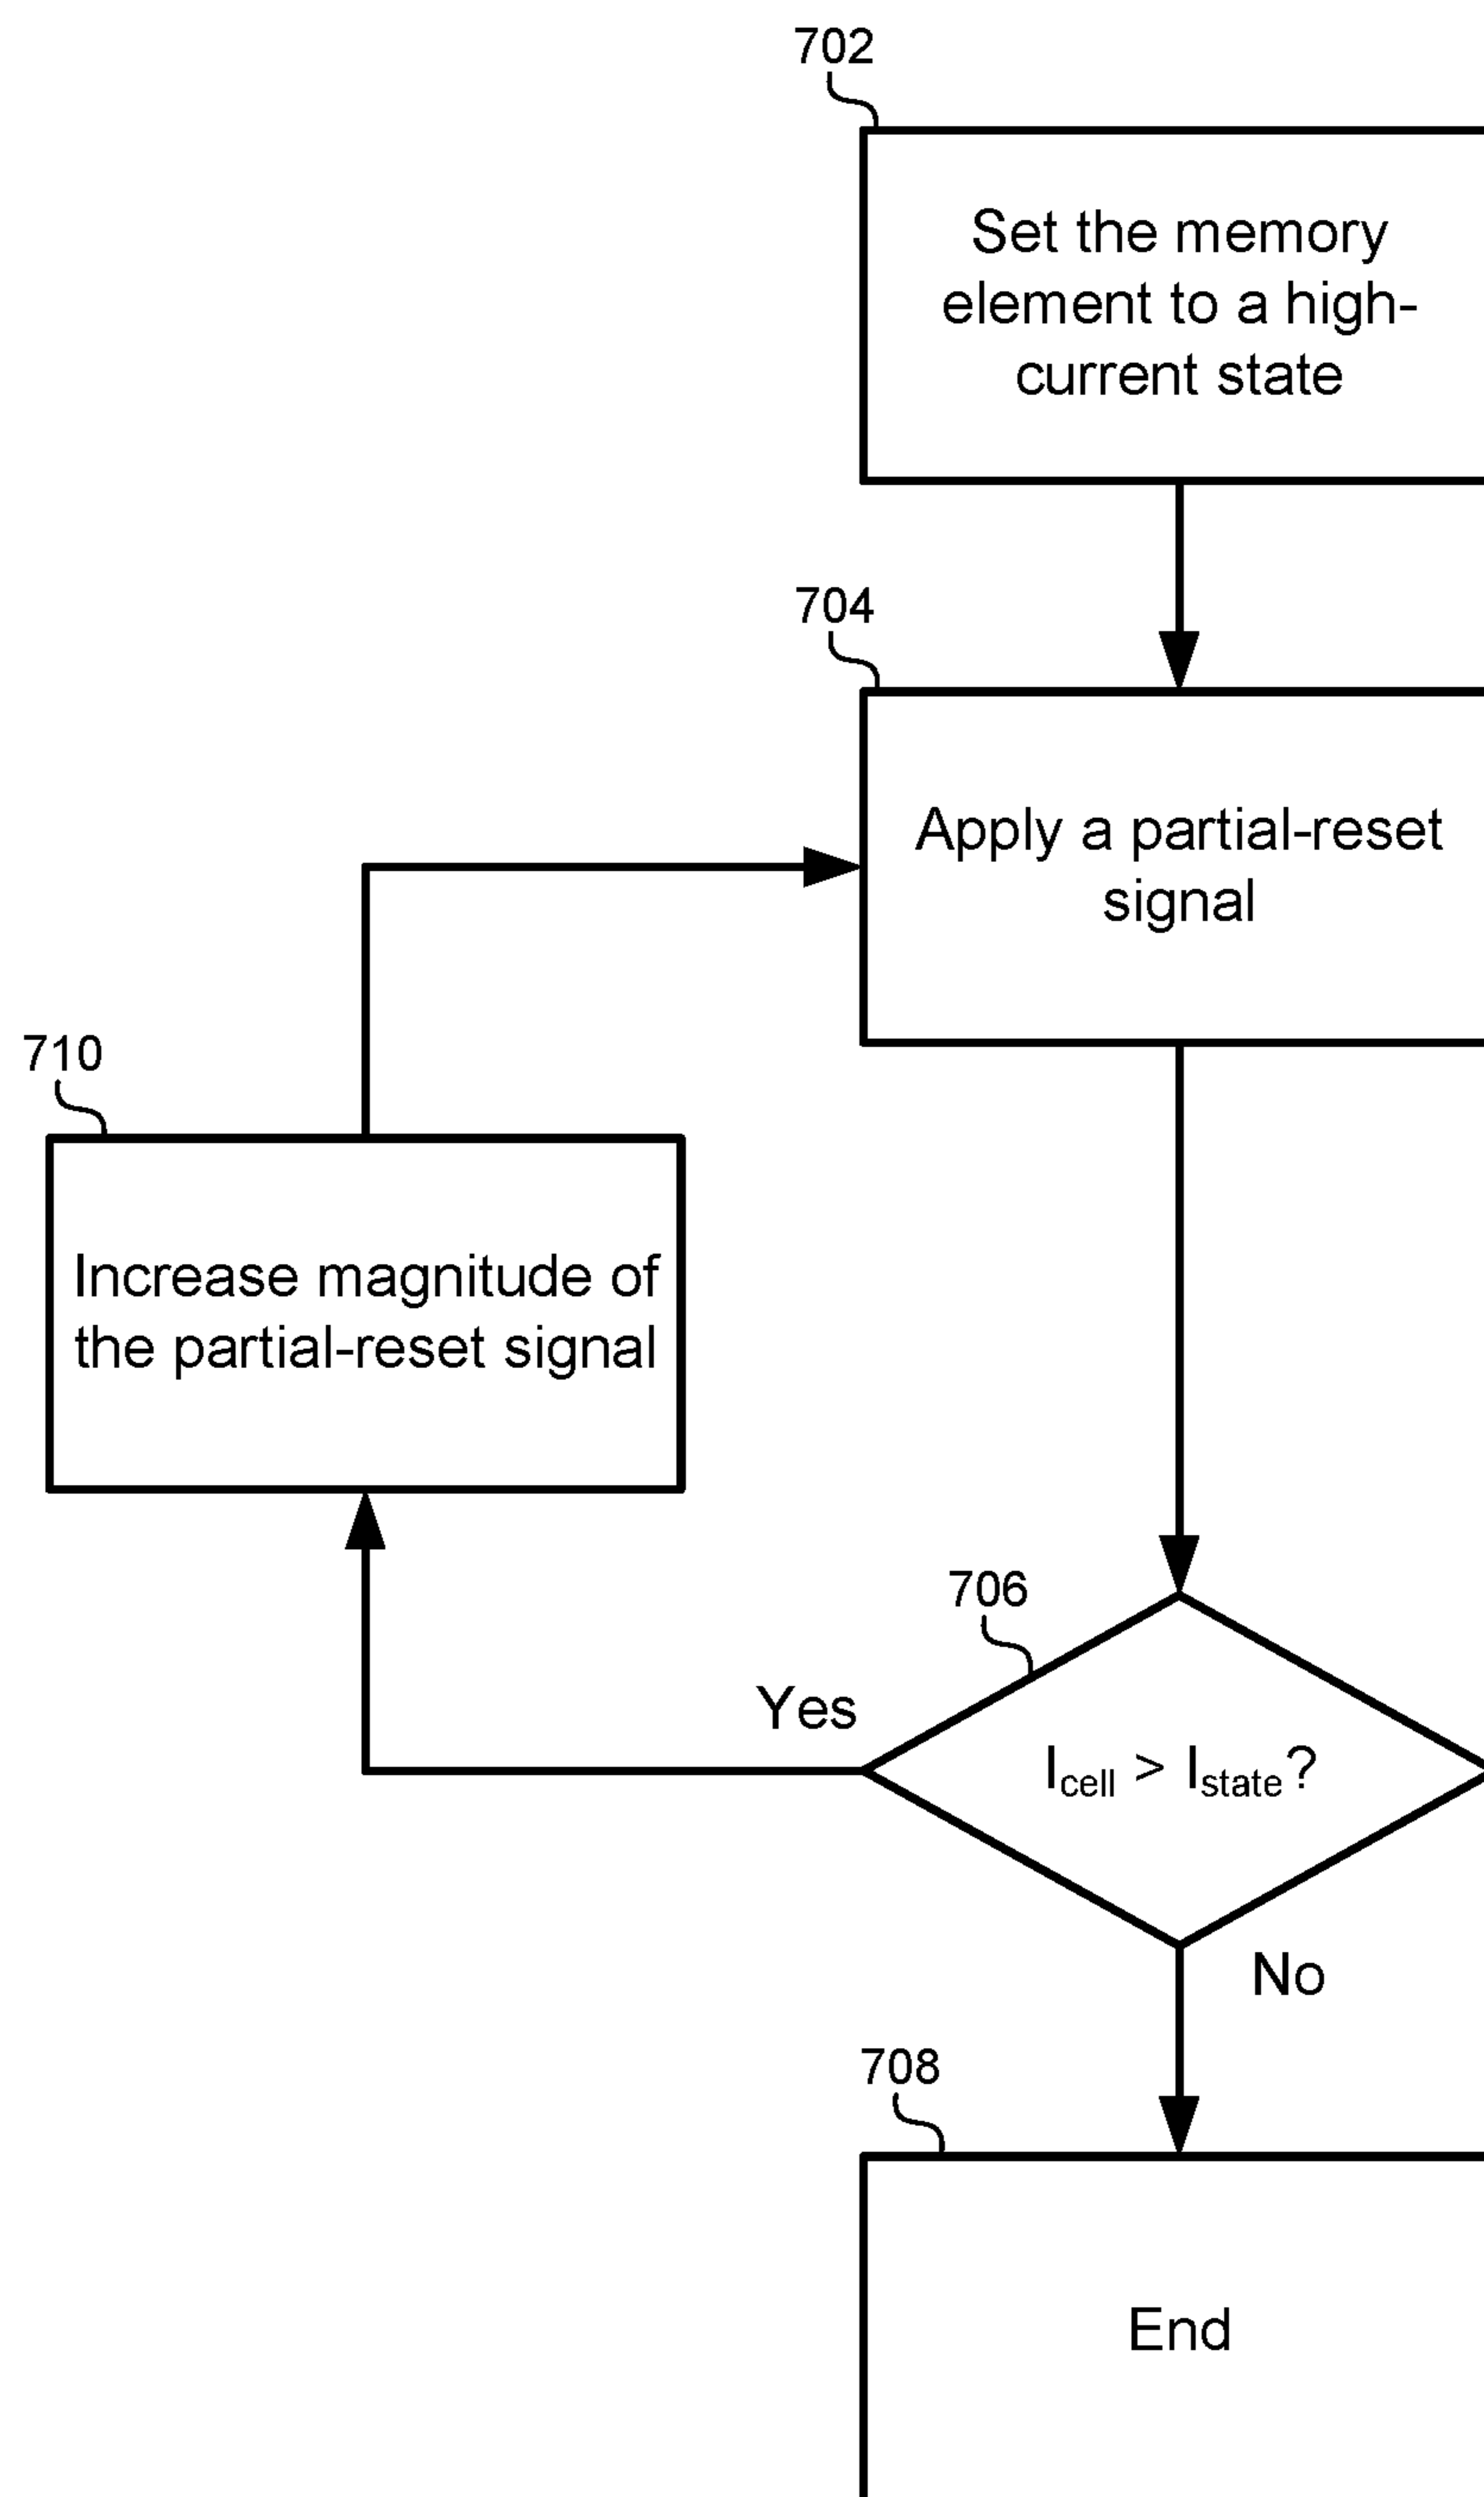 702
Set the memory
element to a high-
current state
704
Apply a partial-reset
signal
710
Increase magnitude of
the partial-reset signal
706
Yes
Icell > Istate?
No
708
End